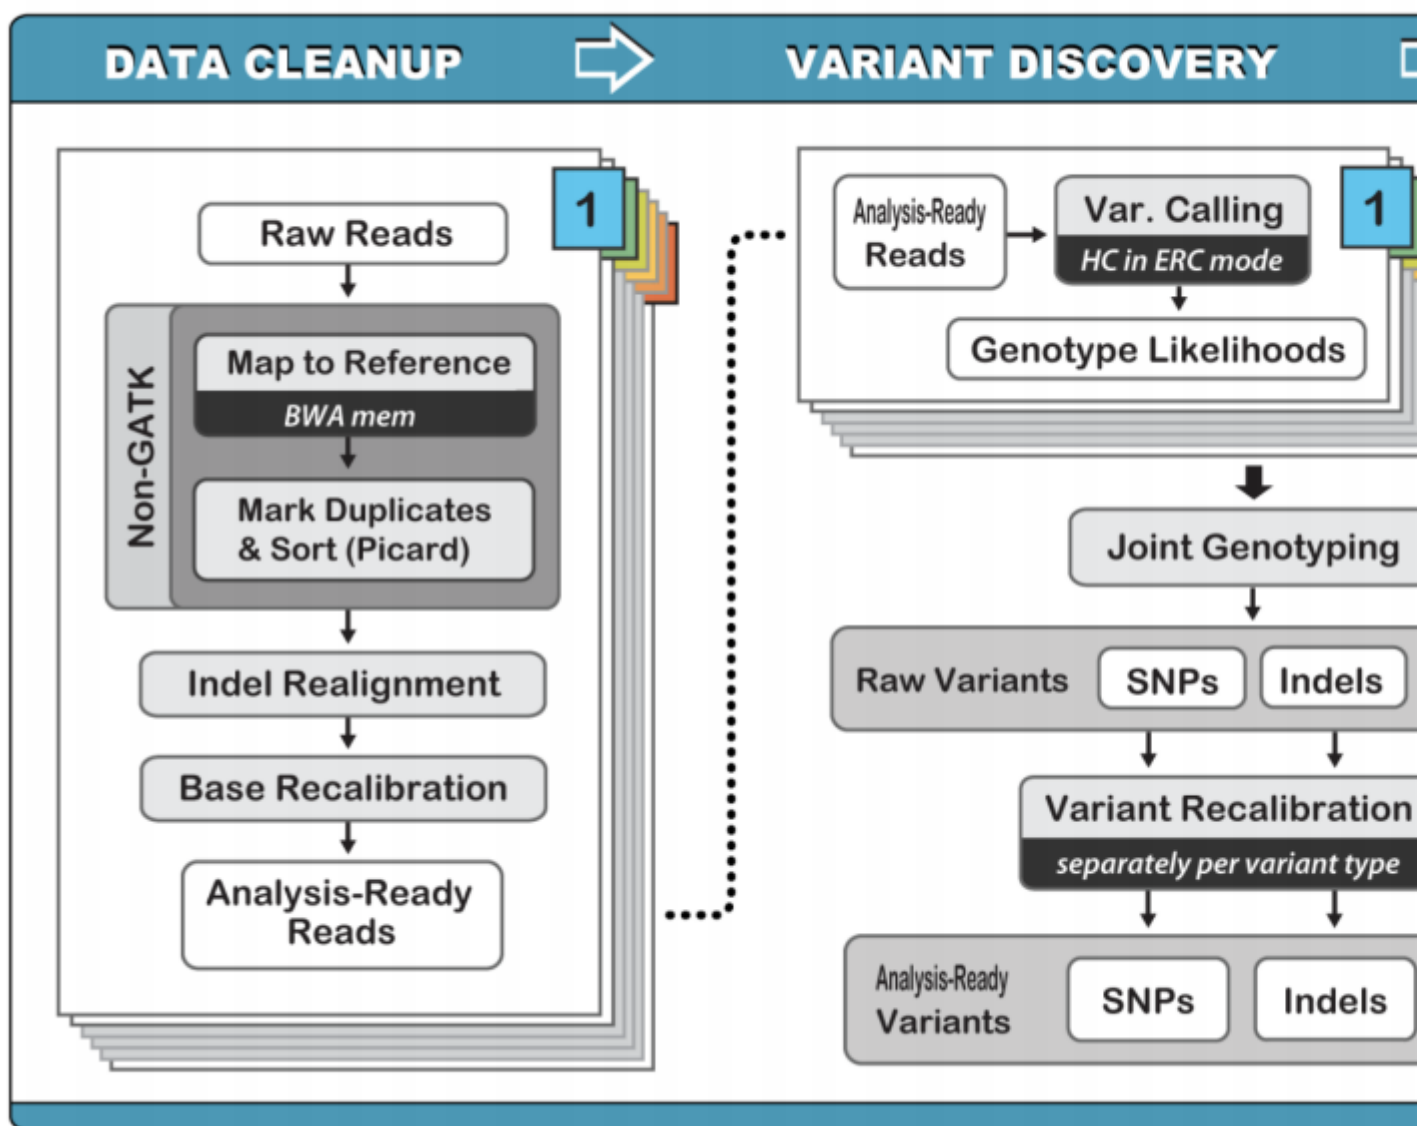 DATA CLEANUP
VARIANT DISCOVERY
1
Raw Reads
Non-GATK
Map to Reference
BWA mem
Mark Duplicates
& Sort (Picard)
Indel Realignment
Base Recalibration
Analysis-Ready
Reads
1
Analysis-Ready
Reads
Var. Calling
HC in ERC mode
Genotype Likelihoods
Joint Genotyping
Raw Variants
SNPs
Indels
Variant Recalibration
separately per variant type
Analysis-Ready
Variants
SNPs
Indels